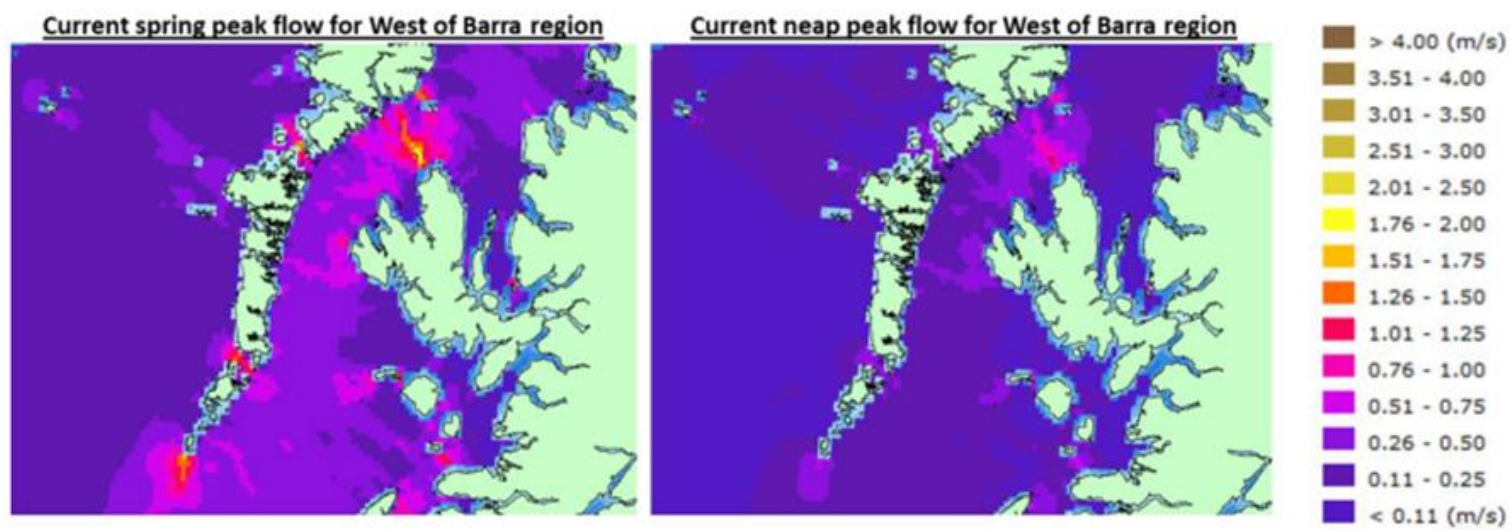 Current spring peak flow for West of Barra region
Current neap peak flow for West of Barra region
> 4.00 (m/s)
3.51 - 4.00
3.01 - 3.50
2.51 - 3.00
2.01 - 2.50
1.76 - 2.00
1.51 - 1.75
1.26 - 1.50
1.01 - 1.25
0.76 - 1.00
0.51 - 0.75
0.26 - 0.50
0.11 - 0.25
< 0.11 (m/s)